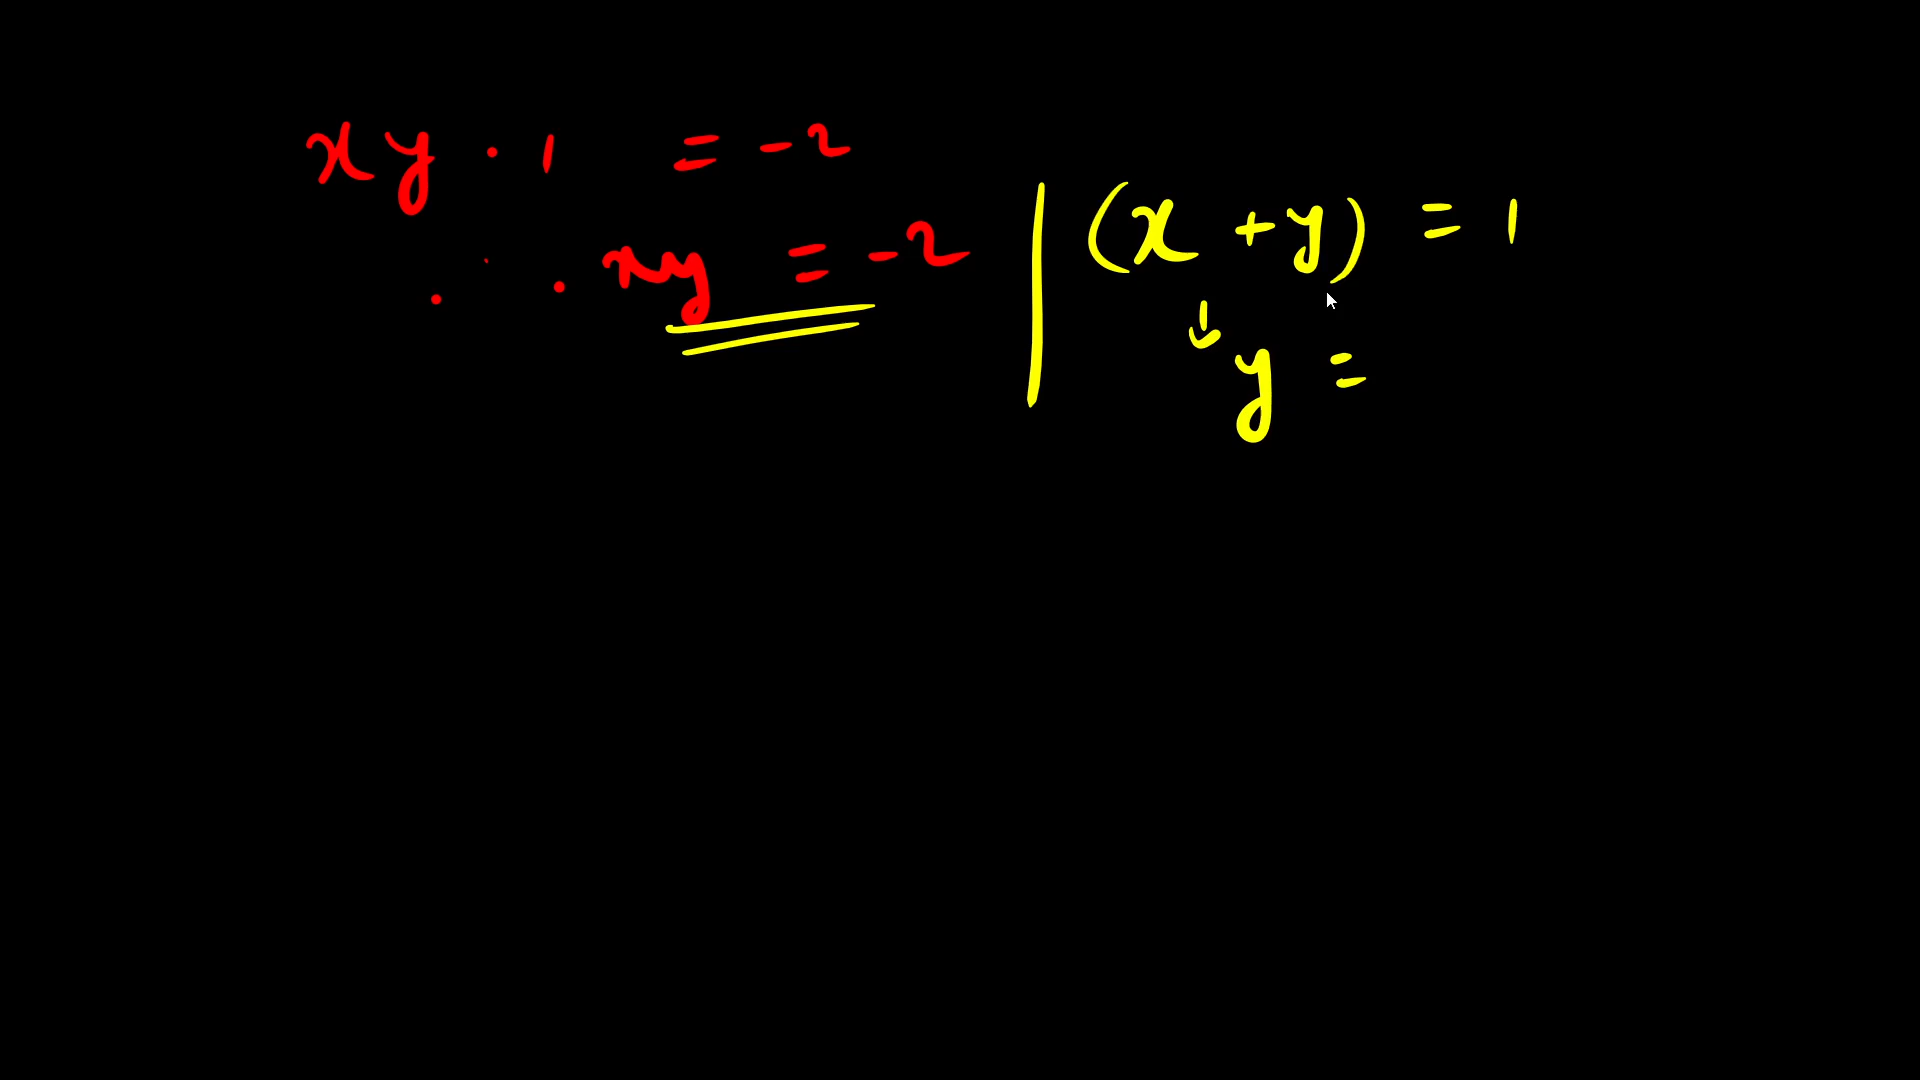 xy · 1 = -2
∴ xy = -2
(x + y) = 1
↓
y =